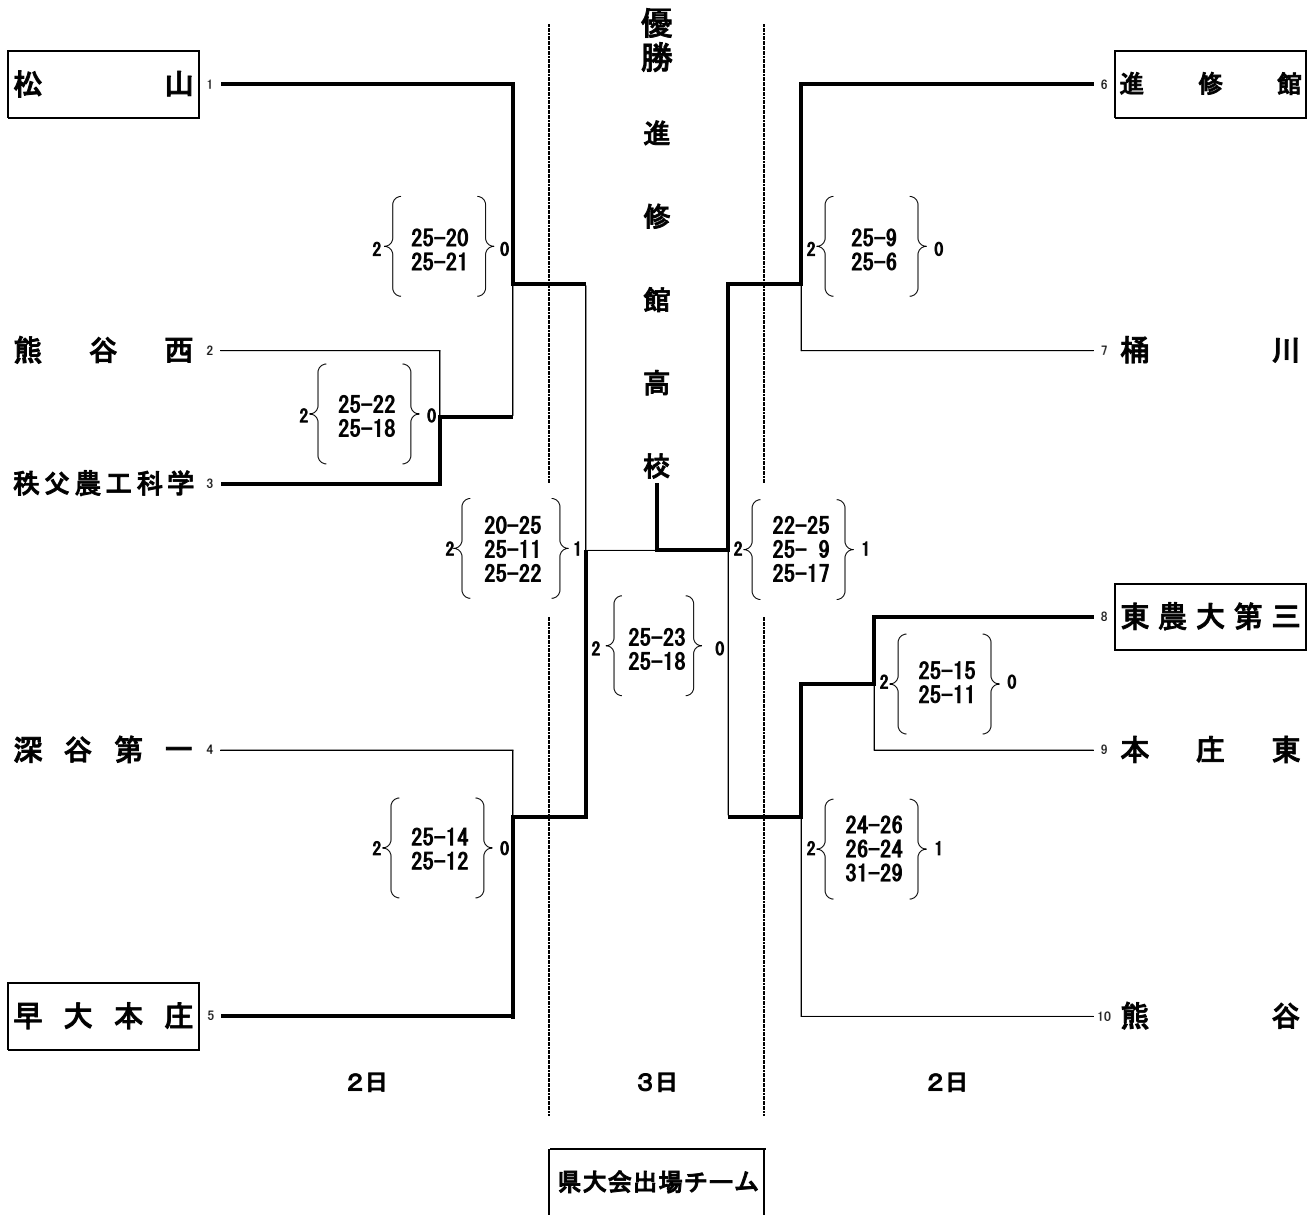 優勝 進修館高校
松山 1
2 25-20 0
25-21
熊谷西 2
2 25-22 0
25-18
秩父農工科学 3
2 20-25 1
25-11
25-22
深谷第一 4
2 25-14 0
25-12
早大本庄 5
2 25-23 0
25-18
6 進修館
2 25-9 0
25-6
7 桶川
2 22-25 1
25- 9
25-17
8 東農大第三
2 25-15 0
25-11
9 本庄東
2 24-26 1
26-24
31-29
10 熊谷
2日
3日
2日
県大会出場チーム